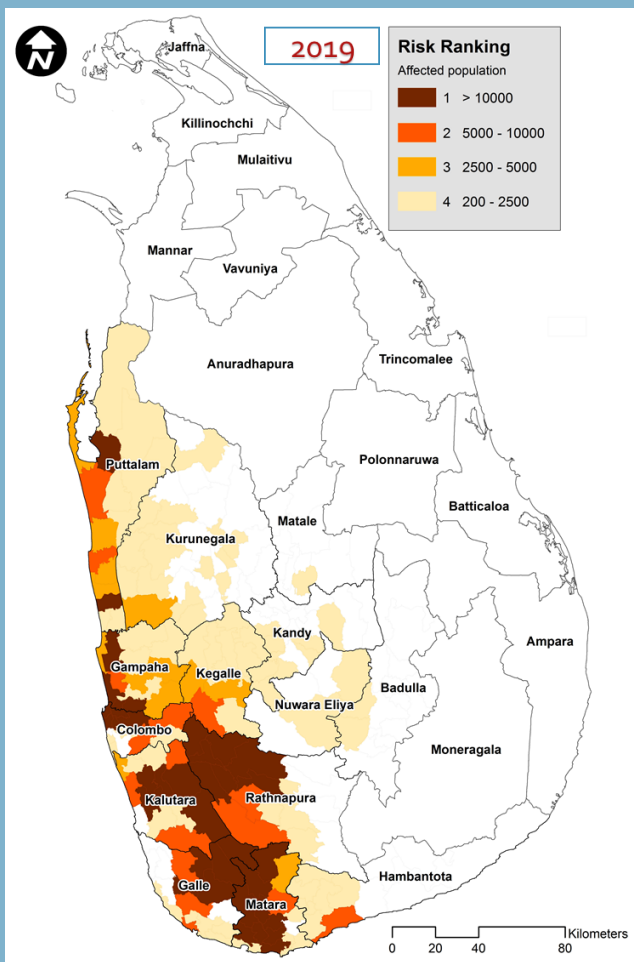 N
2019
Risk Ranking
Affected population
1 > 10000
2 5000 - 10000
3 2500 - 5000
4 200 - 2500
Jaffna
Killinochchi
Mulaitivu
Mannar
Vavuniya
Anuradhapura
Trincomalee
Puttalam
Polonnaruwa
Batticaloa
Kurunegala
Matale
Kandy
Ampara
Gampaha
Kegalle
Badulla
Nuwara Eliya
Colombo
Moneragala
Kalutara
Rathnapura
Hambantota
Galle
Matara
Kilometers
0 20 40 80